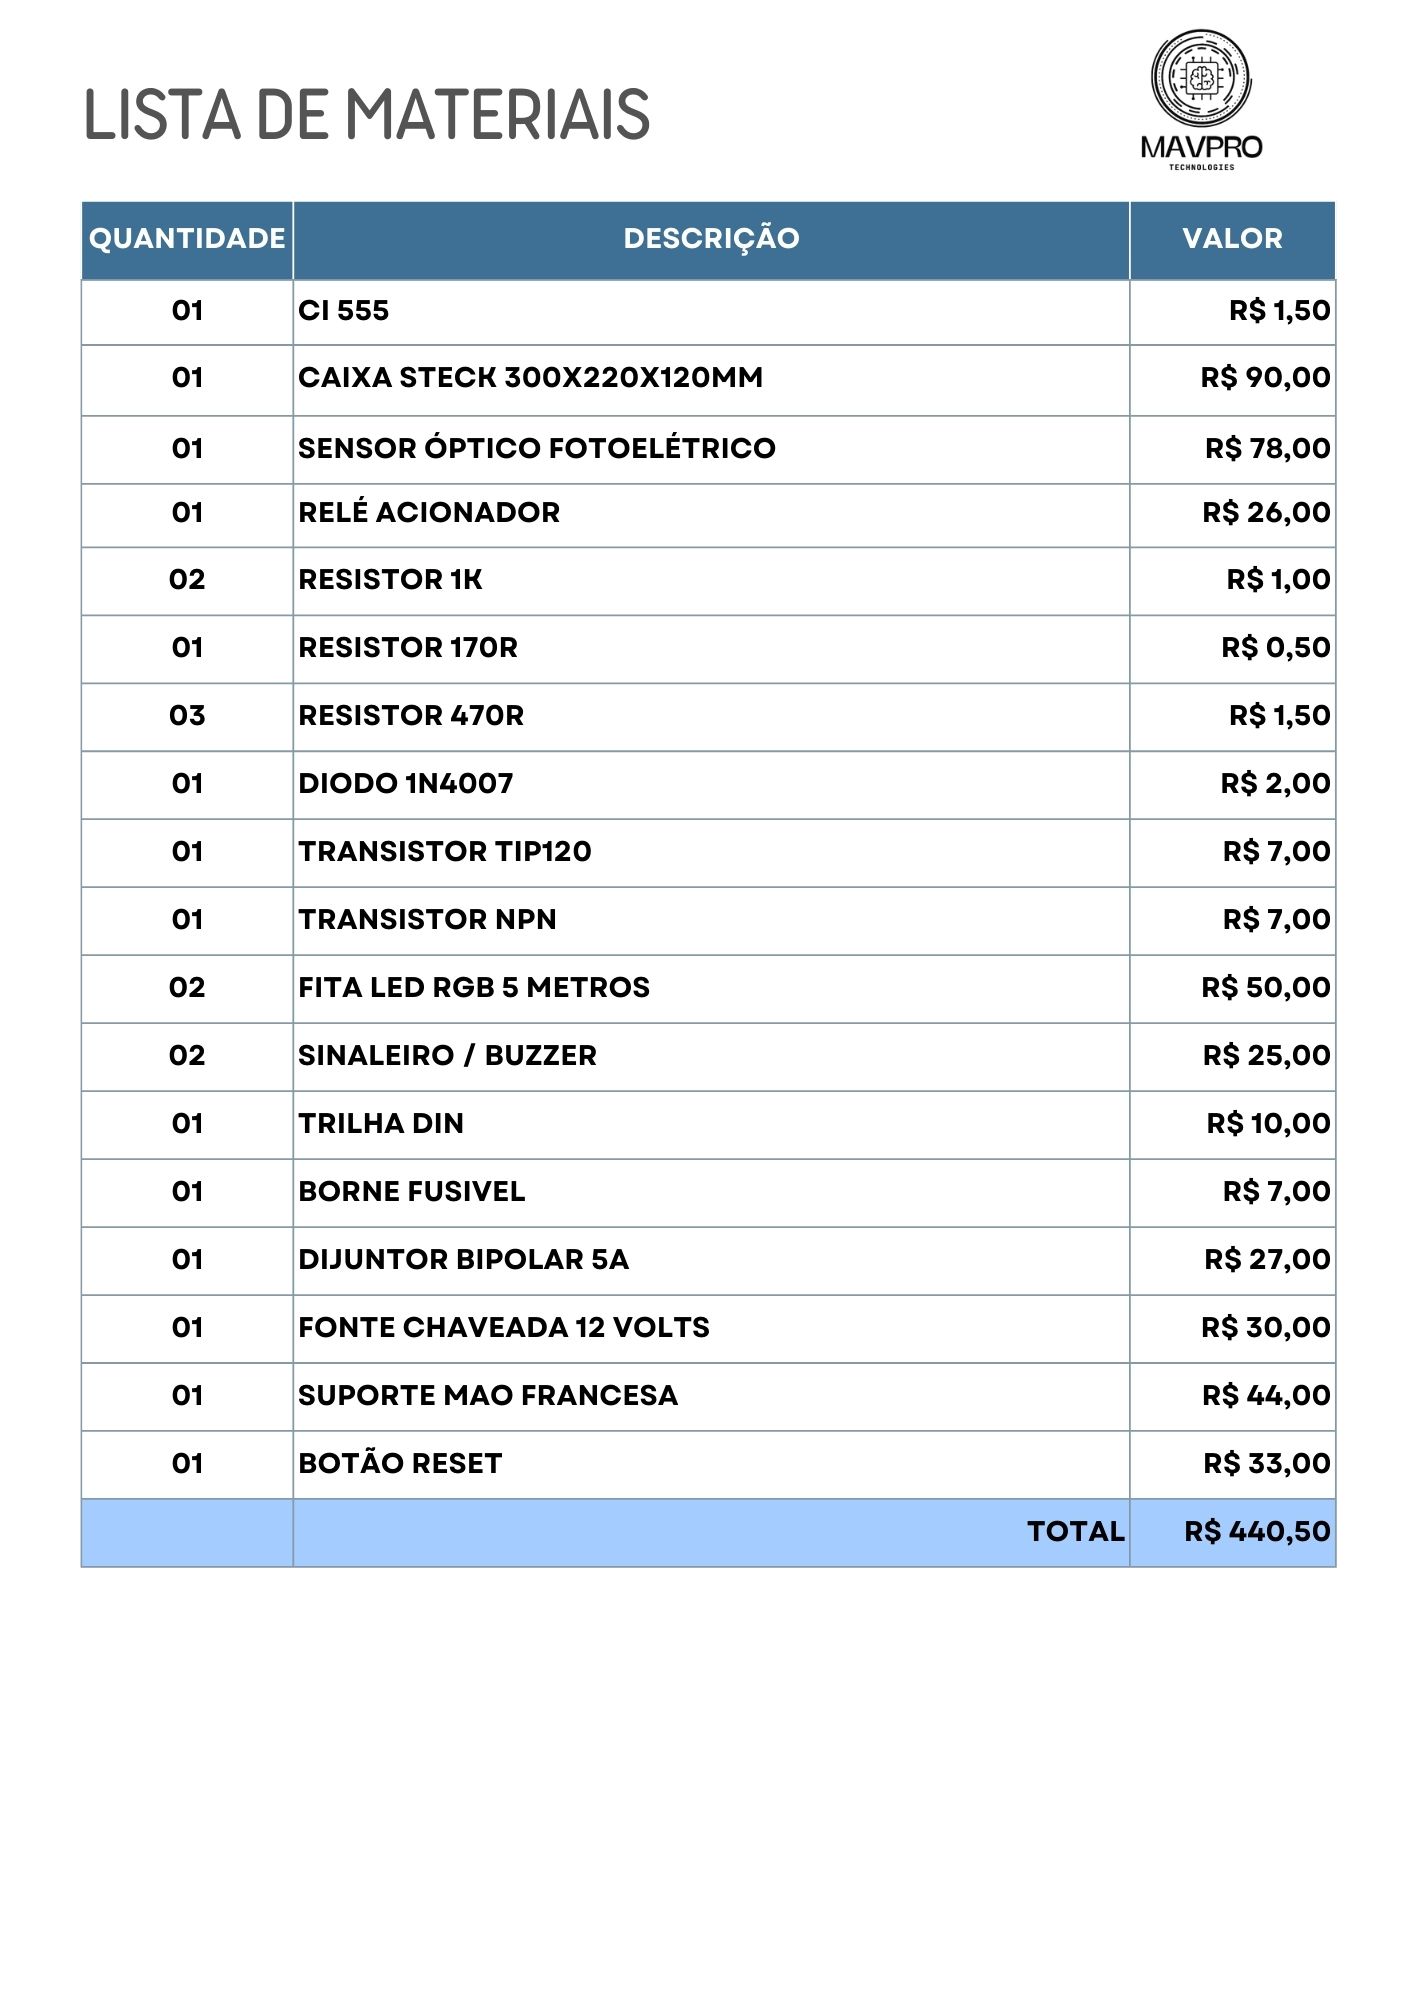 LISTA DE MATERIAIS
MAVPRO
TECHNOLOGIES
QUANTIDADE DESCRIÇÃO VALOR
01 CI 555 R$ 1,50
01 CAIXA STECK 300X220X120MM R$ 90,00
01 SENSOR ÓPTICO FOTOELÉTRICO R$ 78,00
01 RELÉ ACIONADOR R$ 26,00
02 RESISTOR 1K R$ 1,00
01 RESISTOR 170R R$ 0,50
03 RESISTOR 470R R$ 1,50
01 DIODO 1N4007 R$ 2,00
01 TRANSISTOR TIP120 R$ 7,00
01 TRANSISTOR NPN R$ 7,00
02 FITA LED RGB 5 METROS R$ 50,00
02 SINALEIRO / BUZZER R$ 25,00
01 TRILHA DIN R$ 10,00
01 BORNE FUSIVEL R$ 7,00
01 DIJUNTOR BIPOLAR 5A R$ 27,00
01 FONTE CHAVEADA 12 VOLTS R$ 30,00
01 SUPORTE MAO FRANCESA R$ 44,00
01 BOTÃO RESET R$ 33,00
TOTAL R$ 440,50